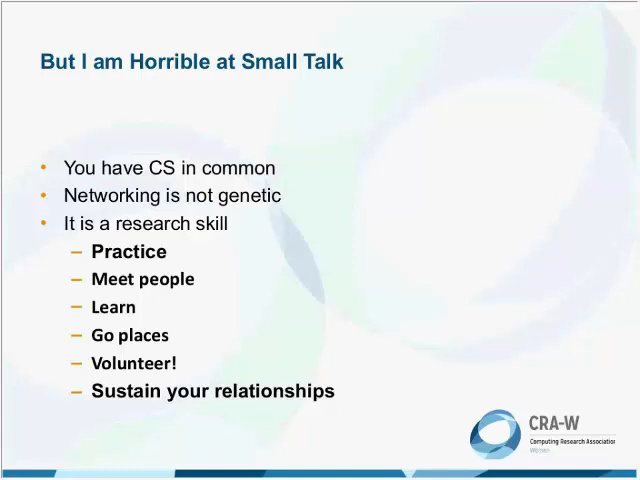 But I am Horrible at Small Talk
• You have CS in common
• Networking is not genetic
• It is a research skill
– Practice
– Meet people
– Learn
– Go places
– Volunteer!
– Sustain your relationships
CRA-W
Computing Research Association
Women